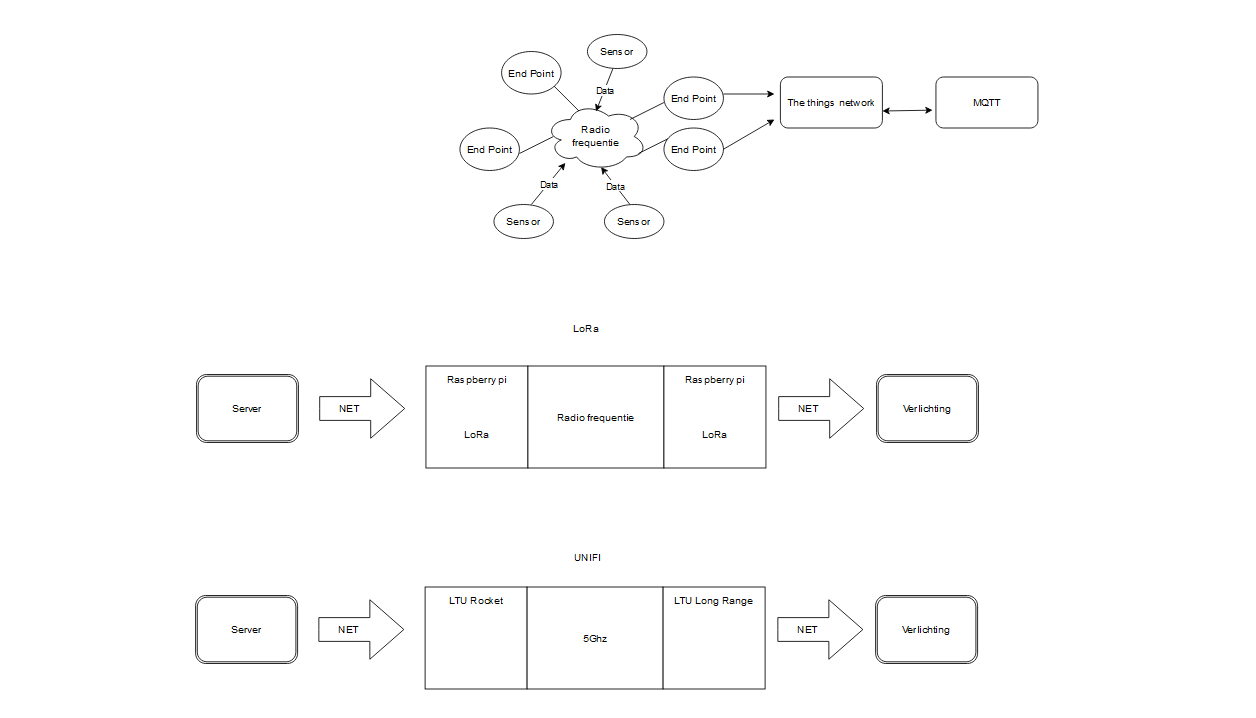 Sensor
End Point
Data
End Point
The things network
MQTT
Radio
frequentie
End Point
End Point
Data
Data
Sensor
Sensor
LoRa
Raspberry pi
Raspberry pi
Server
NET
Radio frequentie
NET
Verlichting
LoRa
LoRa
UNIFI
LTU Rocket
LTU Long Range
Server
NET
5Ghz
NET
Verlichting